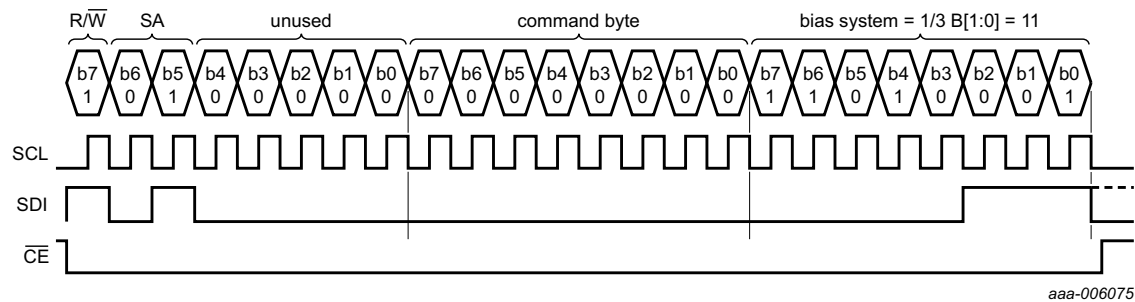 R/W SA unused command byte bias system = 1/3 B[1:0] = 11
b7 b6 b5 b4 b3 b2 b1 b0 b7 b6 b5 b4 b3 b2 b1 b0 b7 b6 b5 b4 b3 b2 b1 b0
1 0 1 0 0 0 0 0 0 0 0 0 0 0 0 0 1 1 0 1 0 0 0 1
SCL
SDI
CE
aaa-006075